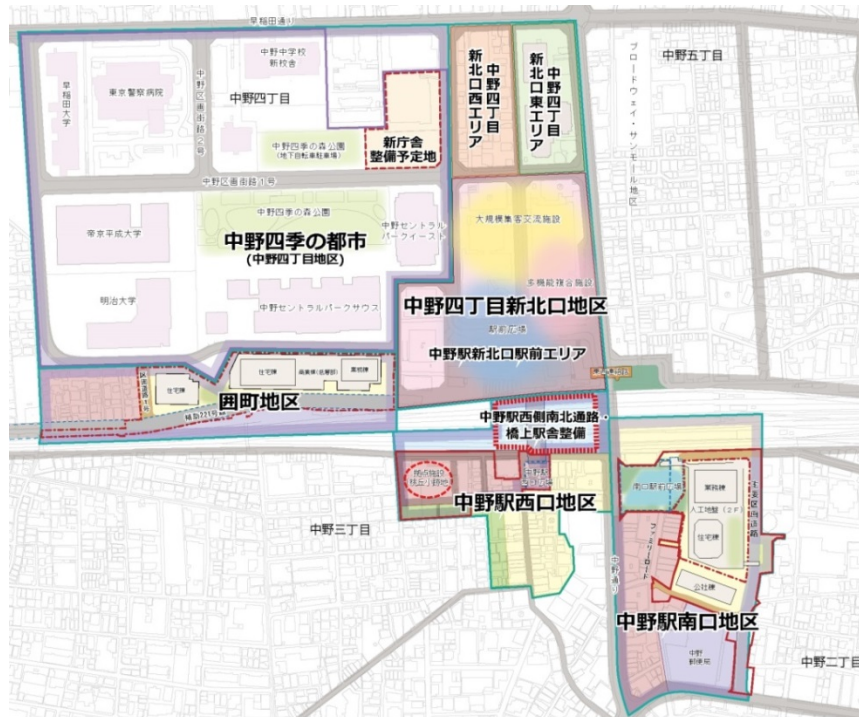 早稲田通り
中野五丁目
ブロードウェイ・サンモール地区
早稲田大学
東京警察病院
中野区画街路2号
中野中学校
新校舎
中野四丁目
新庁舎
整備予定地
中野四季の森公園
(地下自転車駐車場)
中野四丁目
新北口西エリア
中野四丁目
新北口東エリア
中野区画街路1号
帝京平成大学
明治大学
中野四季の森公園
中野四季の都市
(中野四丁目地区)
中野セントラル
パークイースト
中野セントラルパークサウス
大規模集客交流施設
多機能複合施設
中野四丁目新北口地区
駅前広場
中野駅新北口駅前エリア
住宅棟
住宅棟
業務棟
囲町地区
中野駅西側南北通路・
橋上駅舎整備
中野駅西口地区
中野三丁目
中野通り
南口駅前広場
業務棟
人工地盤(2F)
住宅棟
ファミリーロード
公社棟
中野駅南口地区
中野
郵便局
中野二丁目